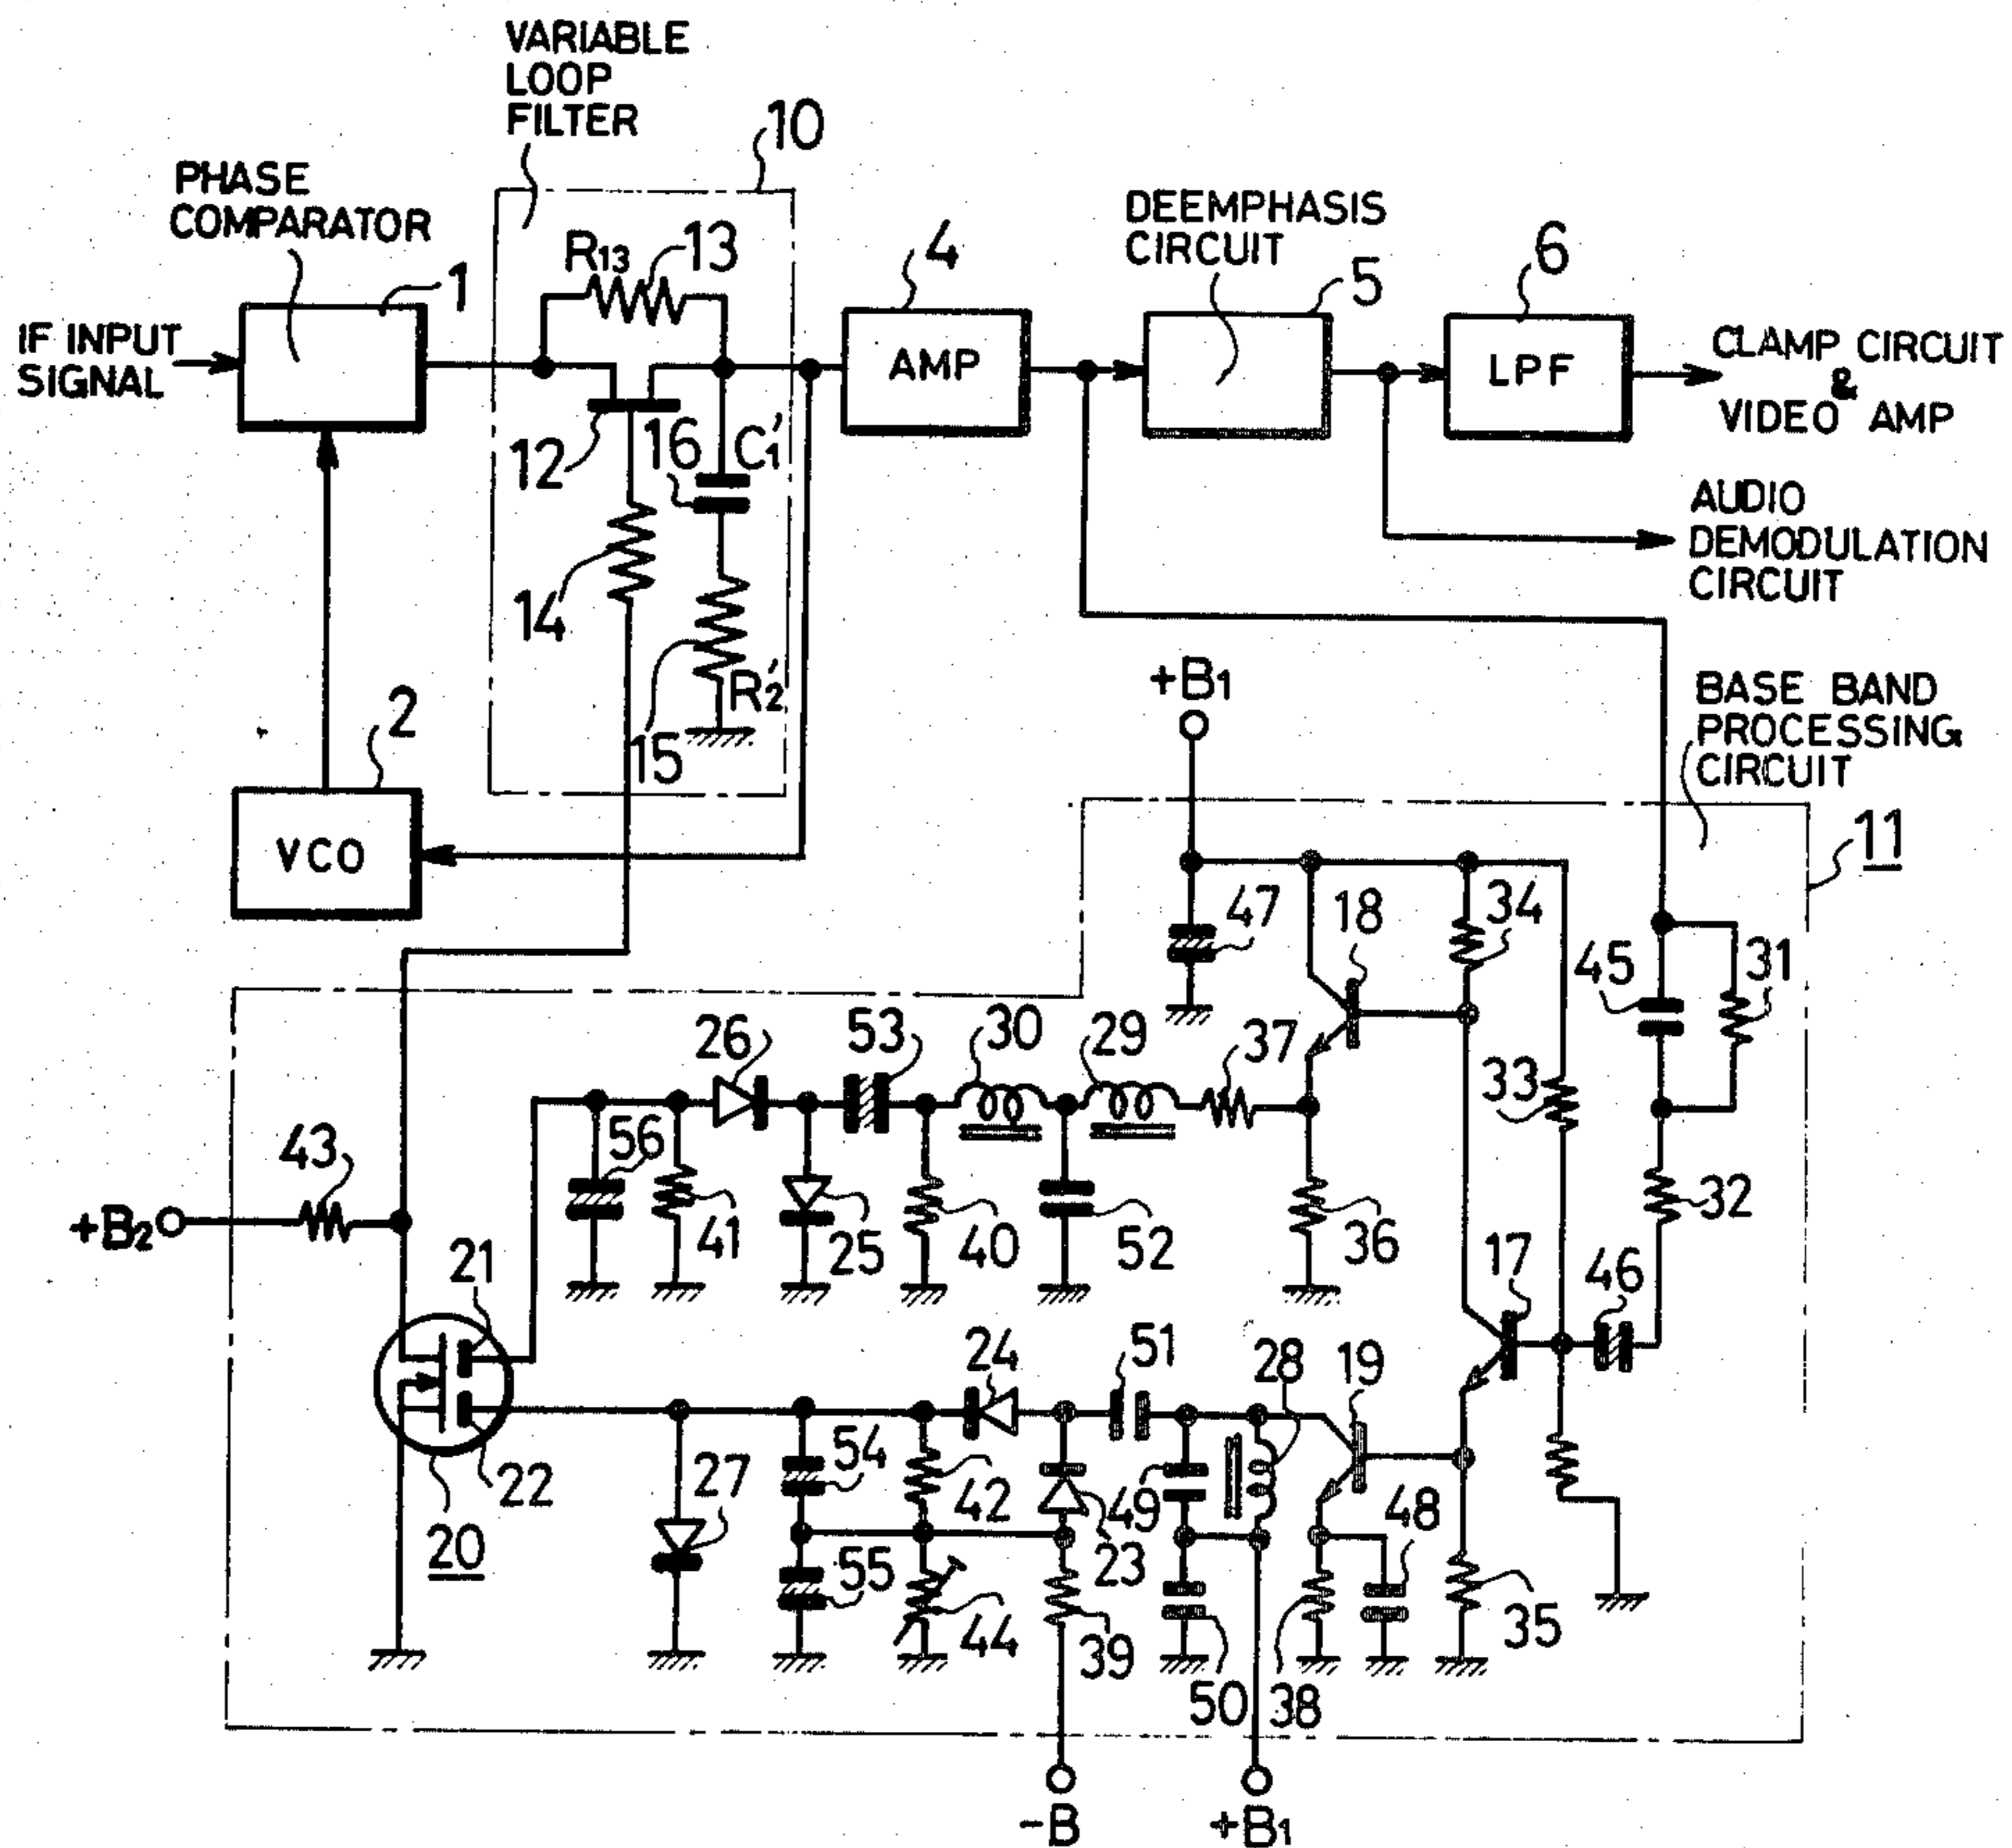 VARIABLE
LOOP
FILTER
10
PHASE
COMPARATOR
1
R13
13
4
DEEMPHASIS
CIRCUIT
5
6
IF INPUT
SIGNAL
AMP
LPF
CLAMP CIRCUIT
&
VIDEO AMP
12
16
C1'
14
AUDIO
DEMODULATION
CIRCUIT
R2'
15
2
VCO
+B1
BASE BAND
PROCESSING
CIRCUIT
11
47
18
34
45
31
26
53
30
29
37
33
43
56
41
25
40
52
36
32
+B2
21
17
46
24
51
28
19
22
20
27
54
42
49
23
48
55
44
39
50
38
35
-B
+B1